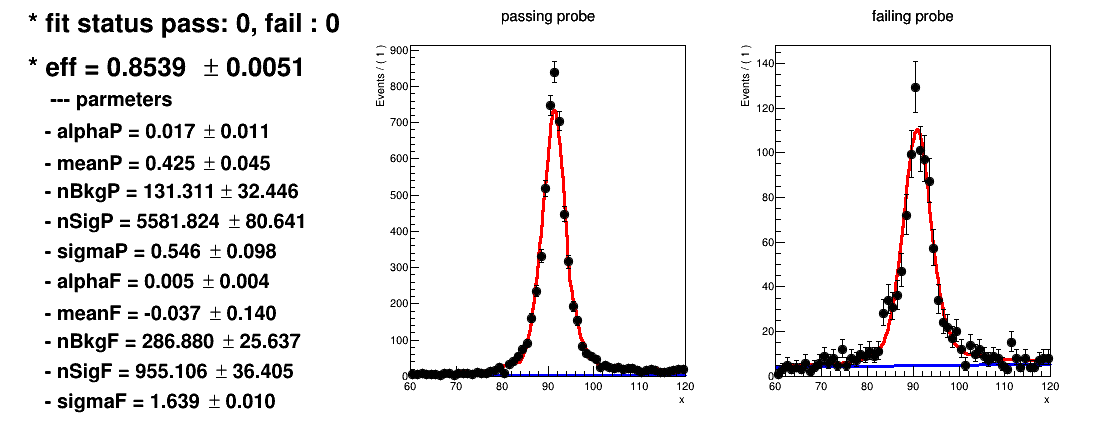 * fit status pass: 0, fail : 0
* eff = 0.8539 ± 0.0051
--- parmeters
- alphaP = 0.017 ± 0.011
- meanP = 0.425 ± 0.045
- nBkgP = 131.311 ± 32.446
- nSigP = 5581.824 ± 80.641
- sigmaP = 0.546 ± 0.098
- alphaF = 0.005 ± 0.004
- meanF = -0.037 ± 0.140
- nBkgF = 286.880 ± 25.637
- nSigF = 955.106 ± 36.405
- sigmaF = 1.639 ± 0.010
passing probe
Events / ( 1 )
900
800
700
600
500
400
300
200
100
0
60 70 80 90 100 110 120
x
failing probe
Events / ( 1 )
140
120
100
80
60
40
20
0
60 70 80 90 100 110 120
x